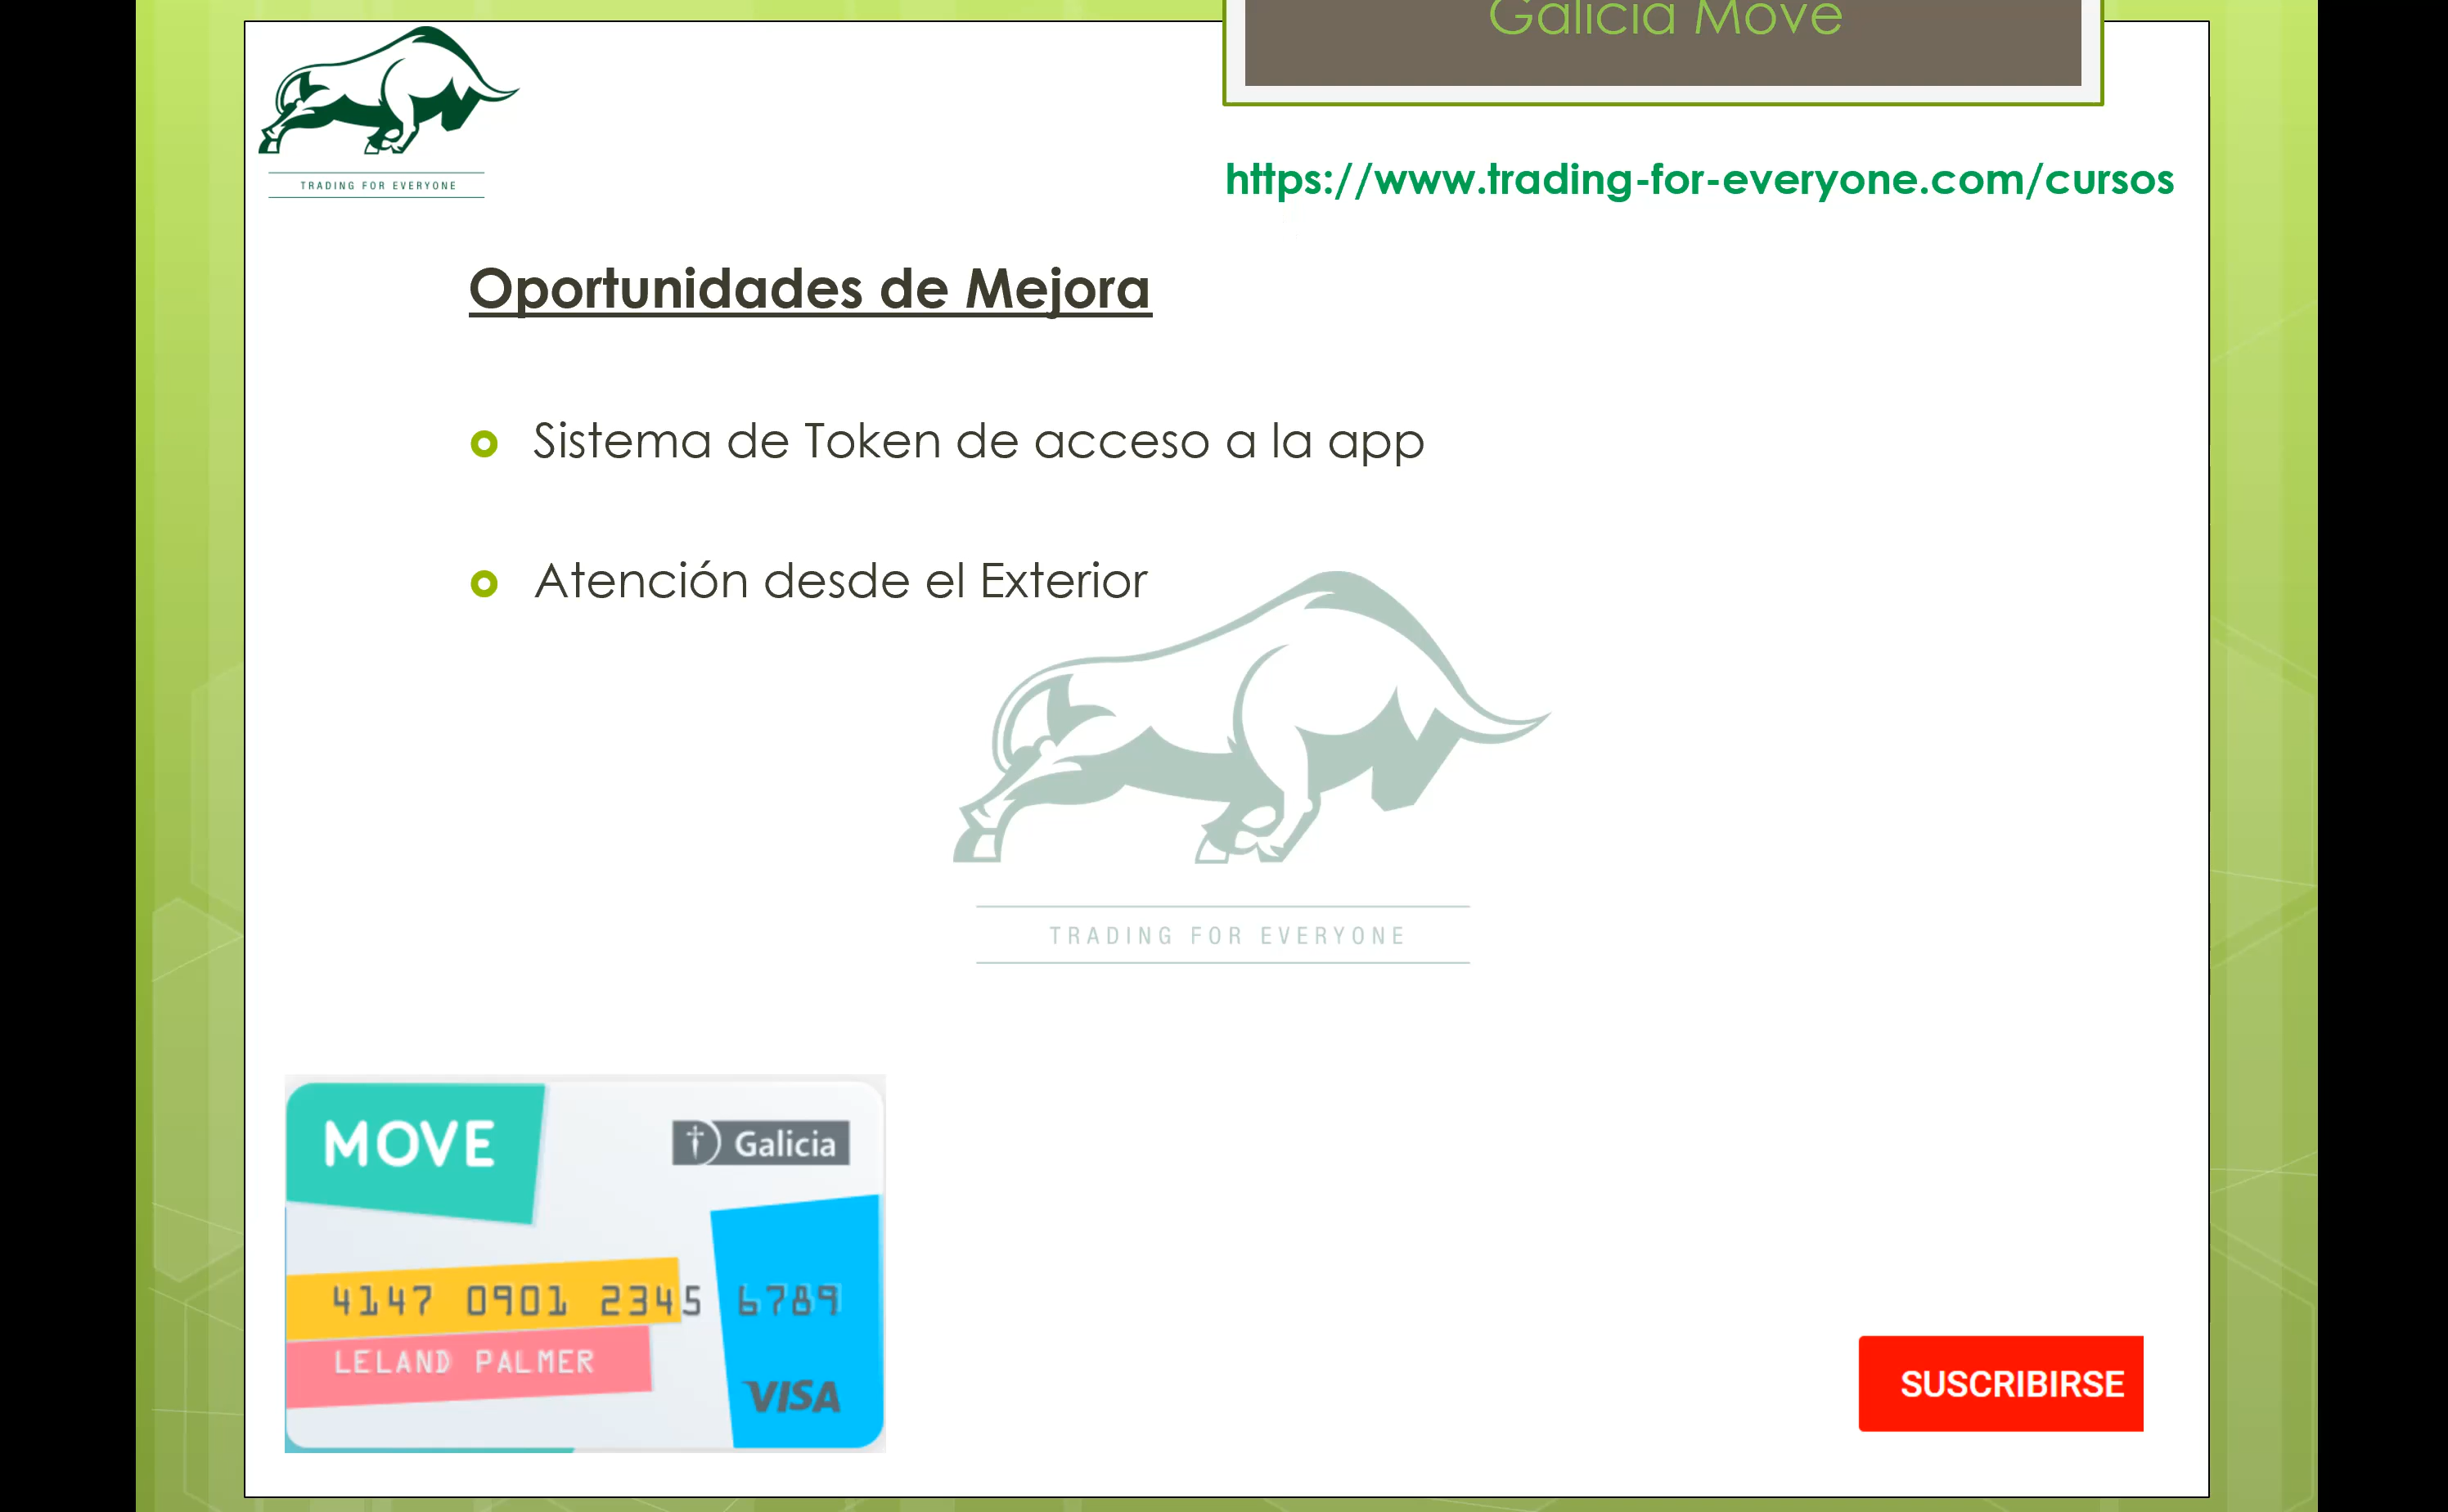 Galicia Move
TRADING FOR EVERYONE
https://www.trading-for-everyone.com/cursos
Oportunidades de Mejora
Sistema de Token de acceso a la app
Atención desde el Exterior
TRADING FOR EVERYONE
MOVE
Galicia
4147 0901 2345 6789
LELAND PALMER
VISA
SUSCRIBIRSE